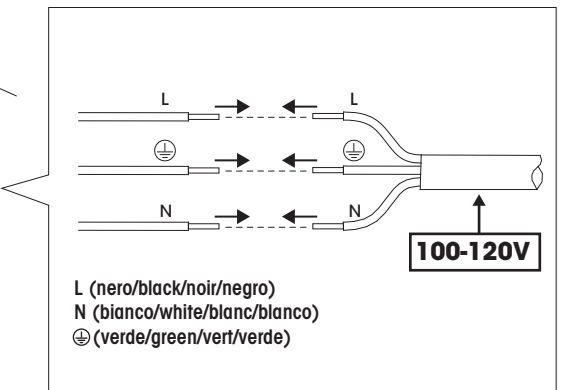 L L
N N
100-120V
L (nero/black/noir/negro)
N (bianco/white/blanc/blanco)
⏚ (verde/green/vert/verde)